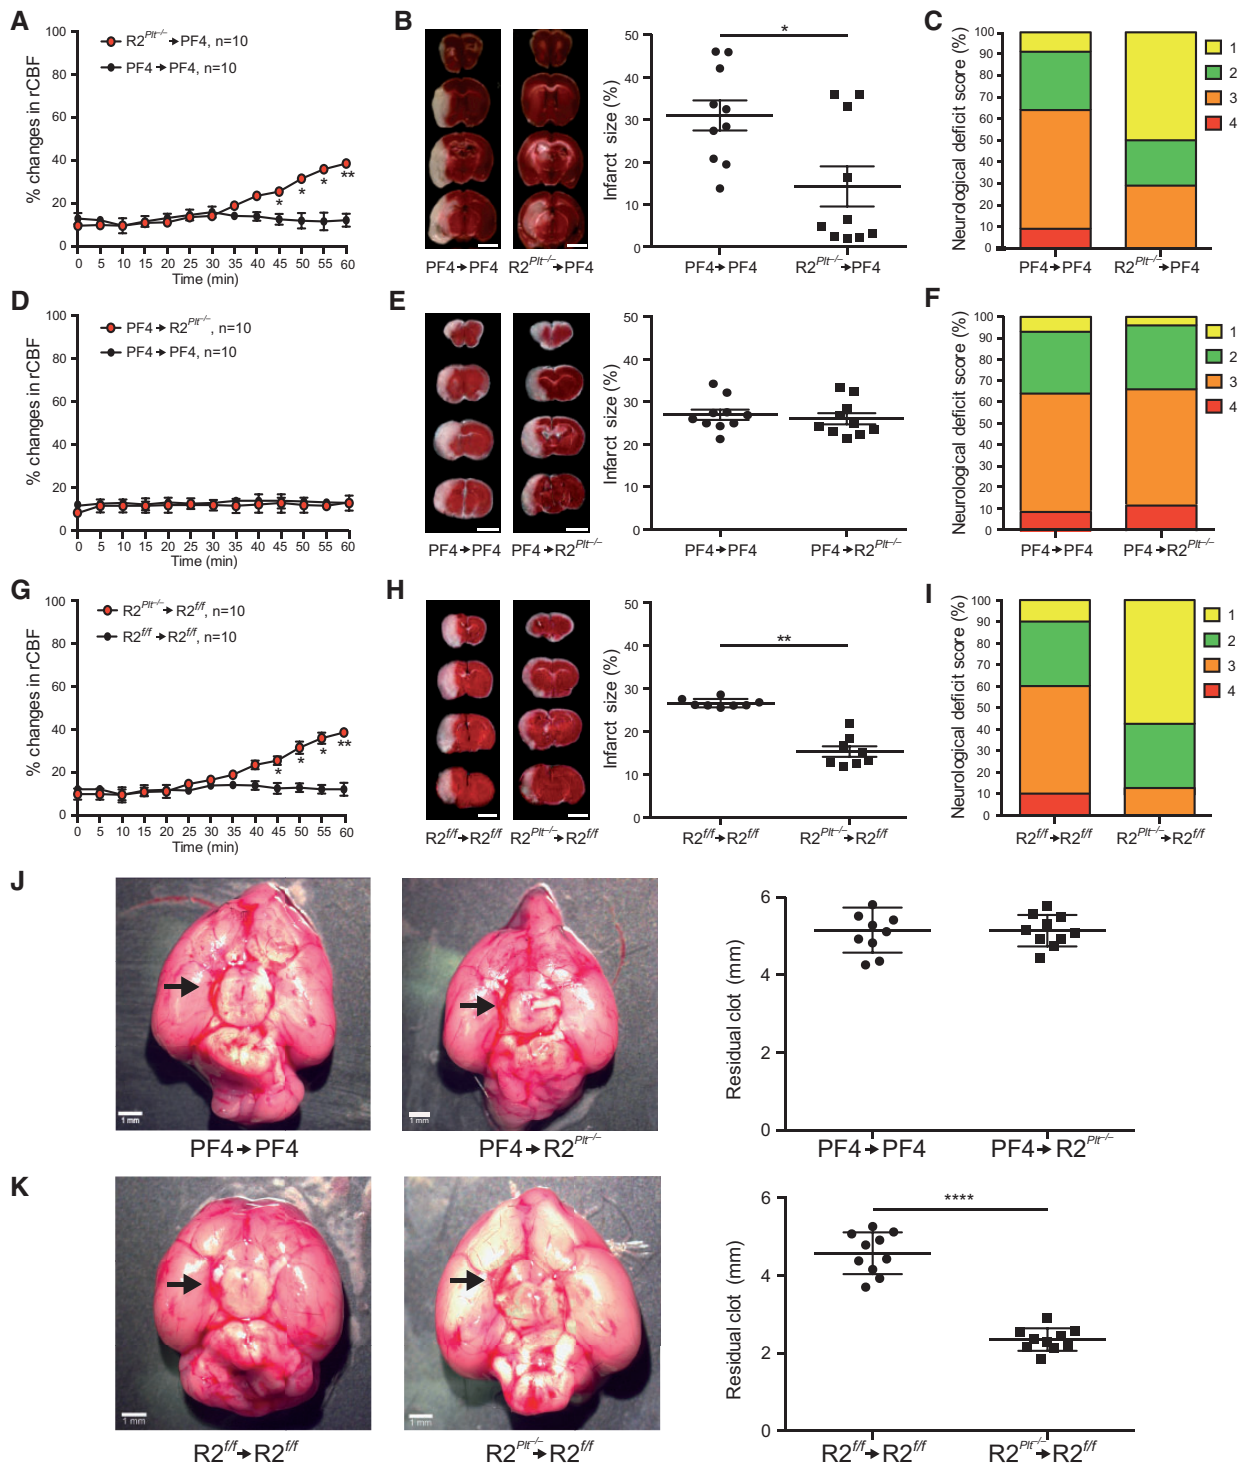 A
% changes in rCBF
100
80
60
40
20
0
R2Plt–/–➔PF4, n=10
PF4➔PF4, n=10
* * * **
0 5 10 15 20 25 30 35 40 45 50 55 60
Time (min)
B
PF4➔PF4 R2Plt–/–➔PF4
Infarct size (%)
50
40
30
20
10
0
*
PF4➔PF4 R2Plt–/–➔PF4
C
Neurological deficit score (%)
100
90
80
70
60
50
40
30
20
10
0
1
2
3
4
PF4➔PF4 R2Plt–/–➔PF4
D
% changes in rCBF
100
80
60
40
20
0
PF4➔R2Plt–/–, n=10
PF4➔PF4, n=10
0 5 10 15 20 25 30 35 40 45 50 55 60
Time (min)
E
PF4➔PF4 PF4➔R2Plt–/–
Infarct size (%)
50
40
30
20
10
0
PF4➔PF4 PF4➔R2Plt–/–
F
Neurological deficit score (%)
100
90
80
70
60
50
40
30
20
10
0
1
2
3
4
PF4➔PF4 PF4➔R2Plt–/–
G
% changes in rCBF
100
80
60
40
20
0
R2Plt–/–➔R2f/f, n=10
R2f/f➔R2f/f, n=10
* * * **
0 5 10 15 20 25 30 35 40 45 50 55 60
Time (min)
H
R2f/f➔R2f/f R2Plt–/–➔R2f/f
Infarct size (%)
50
40
30
20
10
0
**
R2f/f➔R2f/f R2Plt–/–➔R2f/f
I
Neurological deficit score (%)
100
90
80
70
60
50
40
30
20
10
0
1
2
3
4
R2f/f➔R2f/f R2Plt–/–➔R2f/f
J
1 mm
1 mm
PF4➔PF4 PF4➔R2Plt–/–
Residual clot (mm)
6
4
2
0
PF4➔PF4 PF4➔R2Plt–/–
K
1 mm
1 mm
R2f/f➔R2f/f R2Plt–/–➔R2f/f
Residual clot (mm)
6
4
2
0
****
R2f/f➔R2f/f R2Plt–/–➔R2f/f